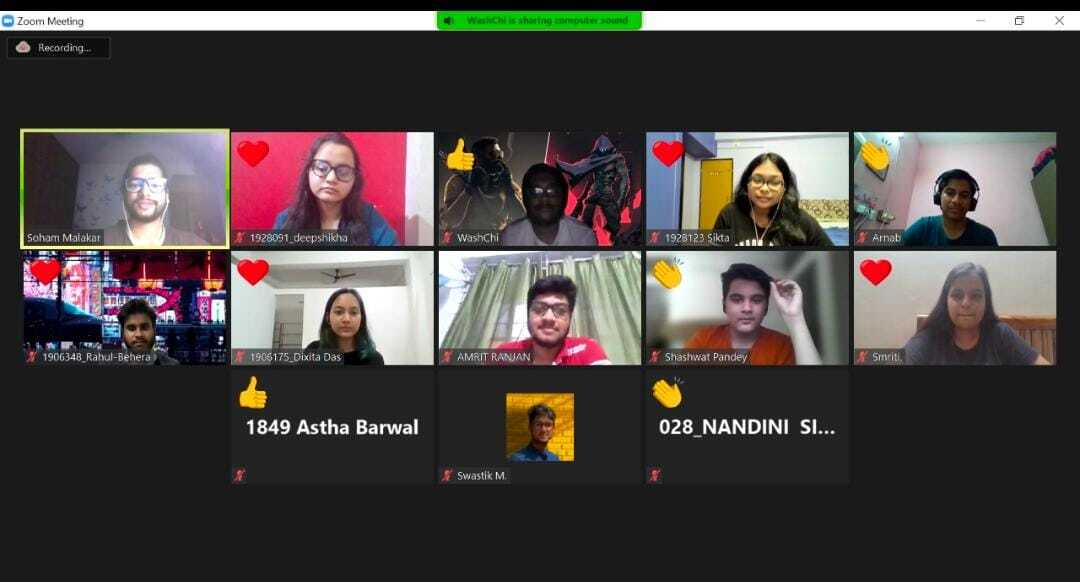 Zoom Meeting
WashChi is sharing computer sound
Recording...
Soham Malakar
1928091_deepshikha
WashChi
1928123 Sikta
Arnab
1906348_Rahul-Behera
1906175_Dixita Das
AMRIT RANJAN
Shashwat Pandey
Smriti.
1849 Astha Barwal
028_NANDINI SI...
Swastik M.